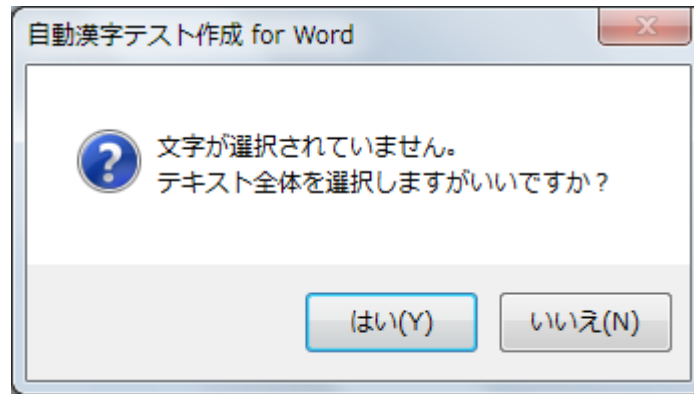 自動漢字テスト作成 for Word
文字が選択されていません。
テキスト全体を選択しますがいいですか？
はい(Y)
いいえ(N)